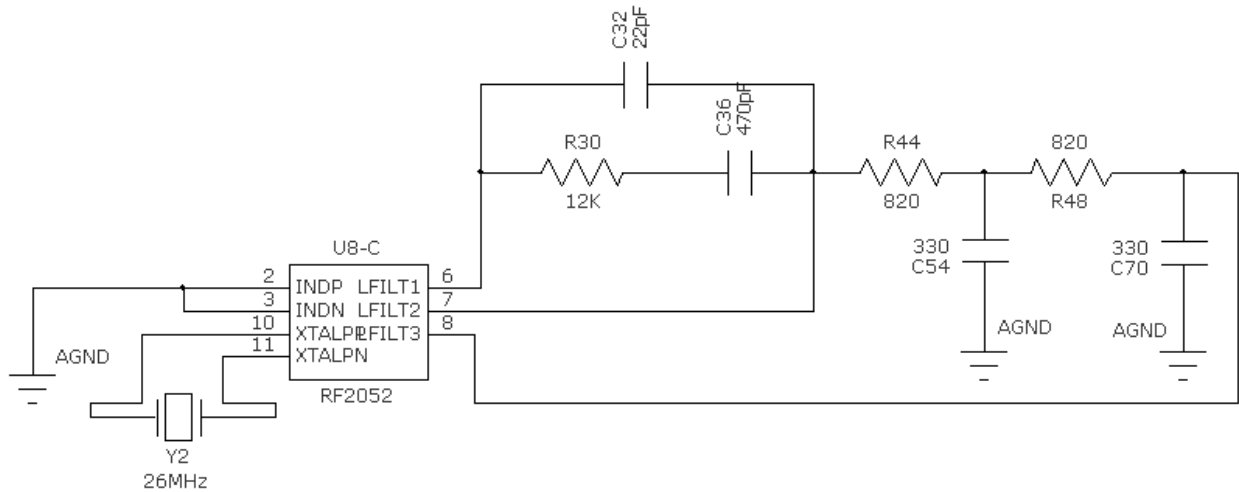 C32
22pF
C36
470pF
R30
12K
R44
820
820
R48
330
C54
330
C70
AGND
AGND
U8-C
2
INDP
LFILT1
6
3
INDN
LFILT2
7
10
XTALPP
LFILT3
8
11
XTALPN
RF2052
AGND
Y2
26MHz